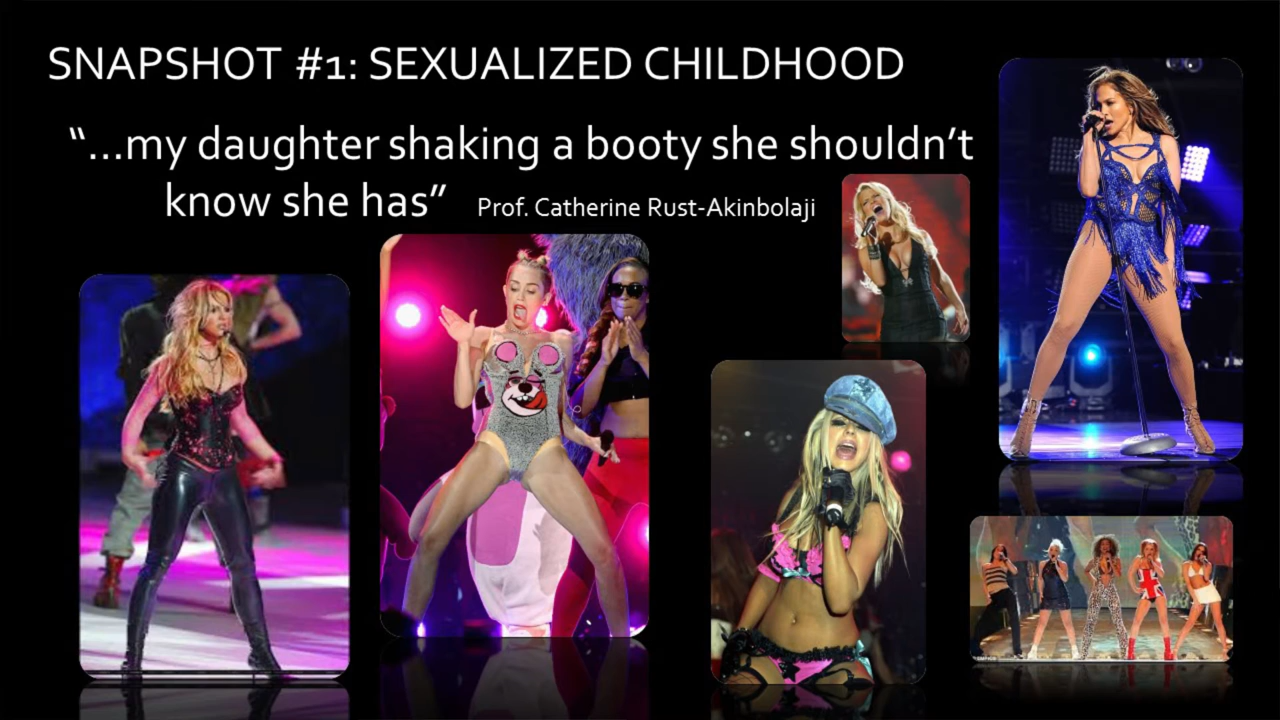 SNAPSHOT #1: SEXUALIZED CHILDHOOD
“...my daughter shaking a booty she shouldn’t
know she has” Prof. Catherine Rust-Akinbolaji